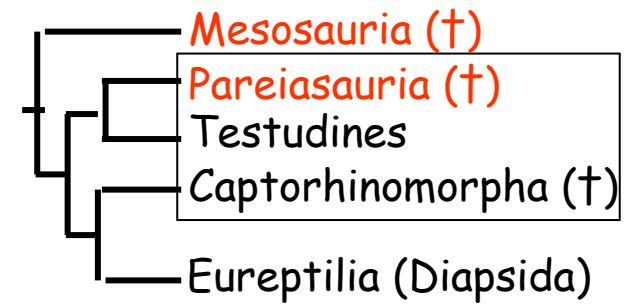 Mesosauria (†)
Pareiasauria (†)
Testudines
Captorhinomorpha (†)
Eureptilia (Diapsida)